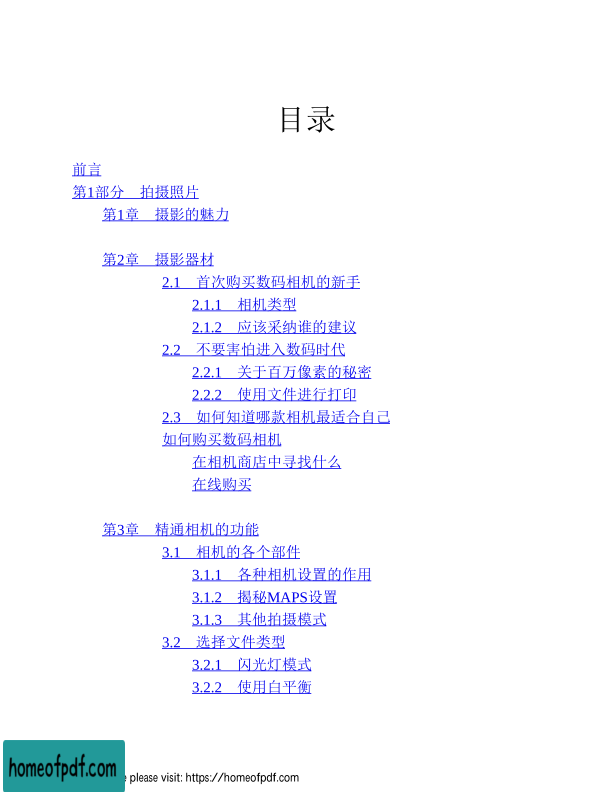 目录
前言
第1部分　拍摄照片
第1章　摄影的魅力
第2章　摄影器材
2.1　首次购买数码相机的新手
2.1.1　相机类型
2.1.2　应该采纳谁的建议
2.2　不要害怕进入数码时代
2.2.1　关于百万像素的秘密
2.2.2　使用文件进行打印
2.3　如何知道哪款相机最适合自己
如何购买数码相机
在相机商店中寻找什么
在线购买
第3章　精通相机的功能
3.1　相机的各个部件
3.1.1　各种相机设置的作用
3.1.2　揭秘MAPS设置
3.1.3　其他拍摄模式
3.2　选择文件类型
3.2.1　闪光灯模式
3.2.2　使用白平衡
homeofpdf.com
please visit: https://homeofpdf.com